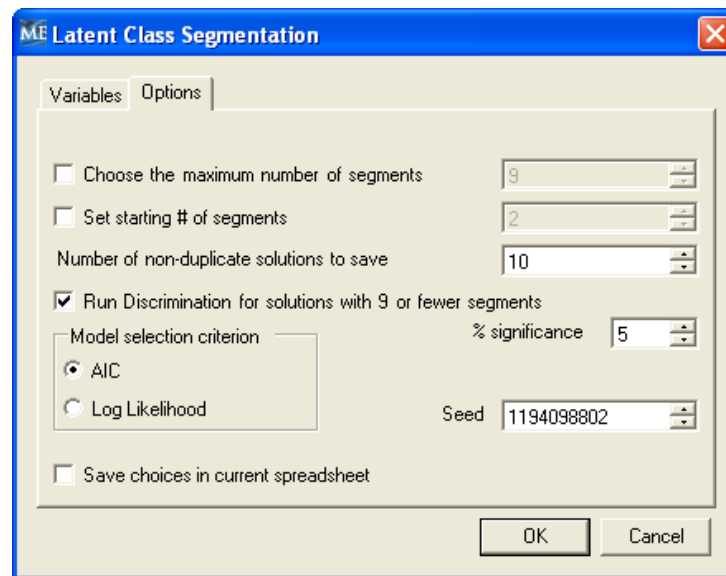 ME Latent Class Segmentation
Variables Options
Choose the maximum number of segments 9
Set starting # of segments 2
Number of non-duplicate solutions to save 10
Run Discrimination for solutions with 9 or fewer segments
Model selection criterion % significance 5
AIC
Log Likelihood Seed 1194098802
Save choices in current spreadsheet
OK Cancel